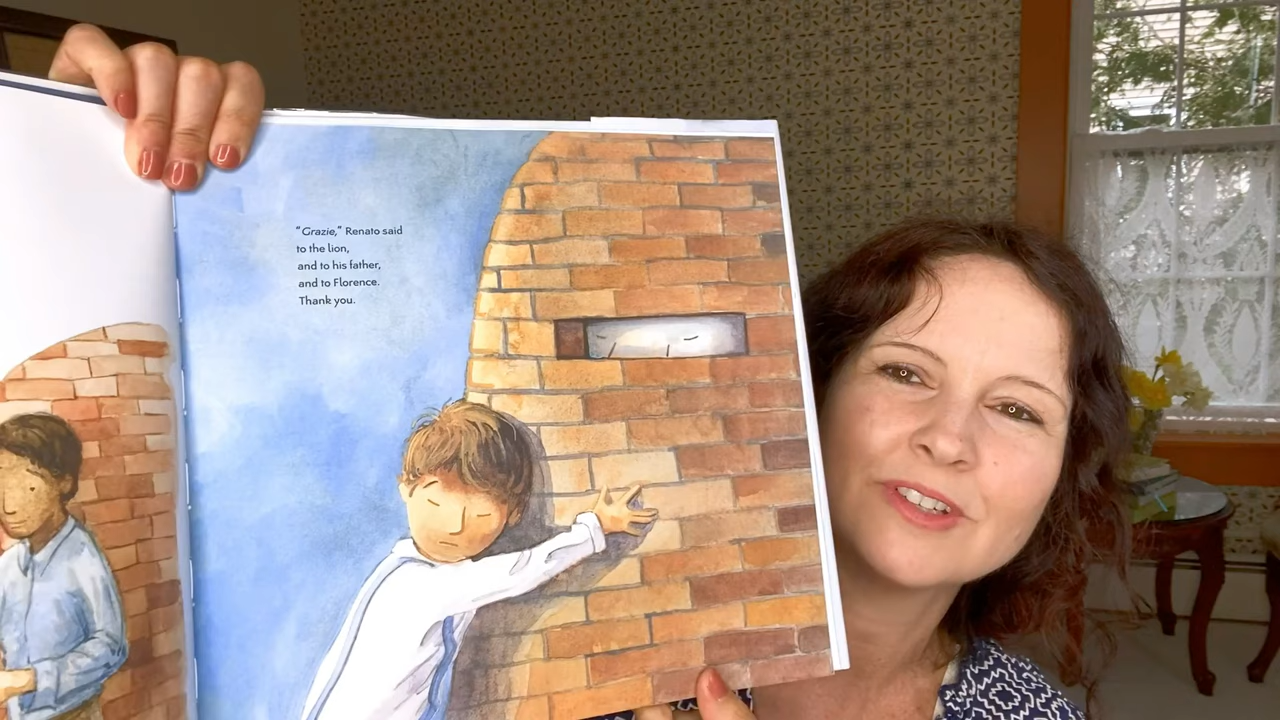 "Grazie," Renato said
to the lion,
and to his father,
and to Florence.
Thank you.